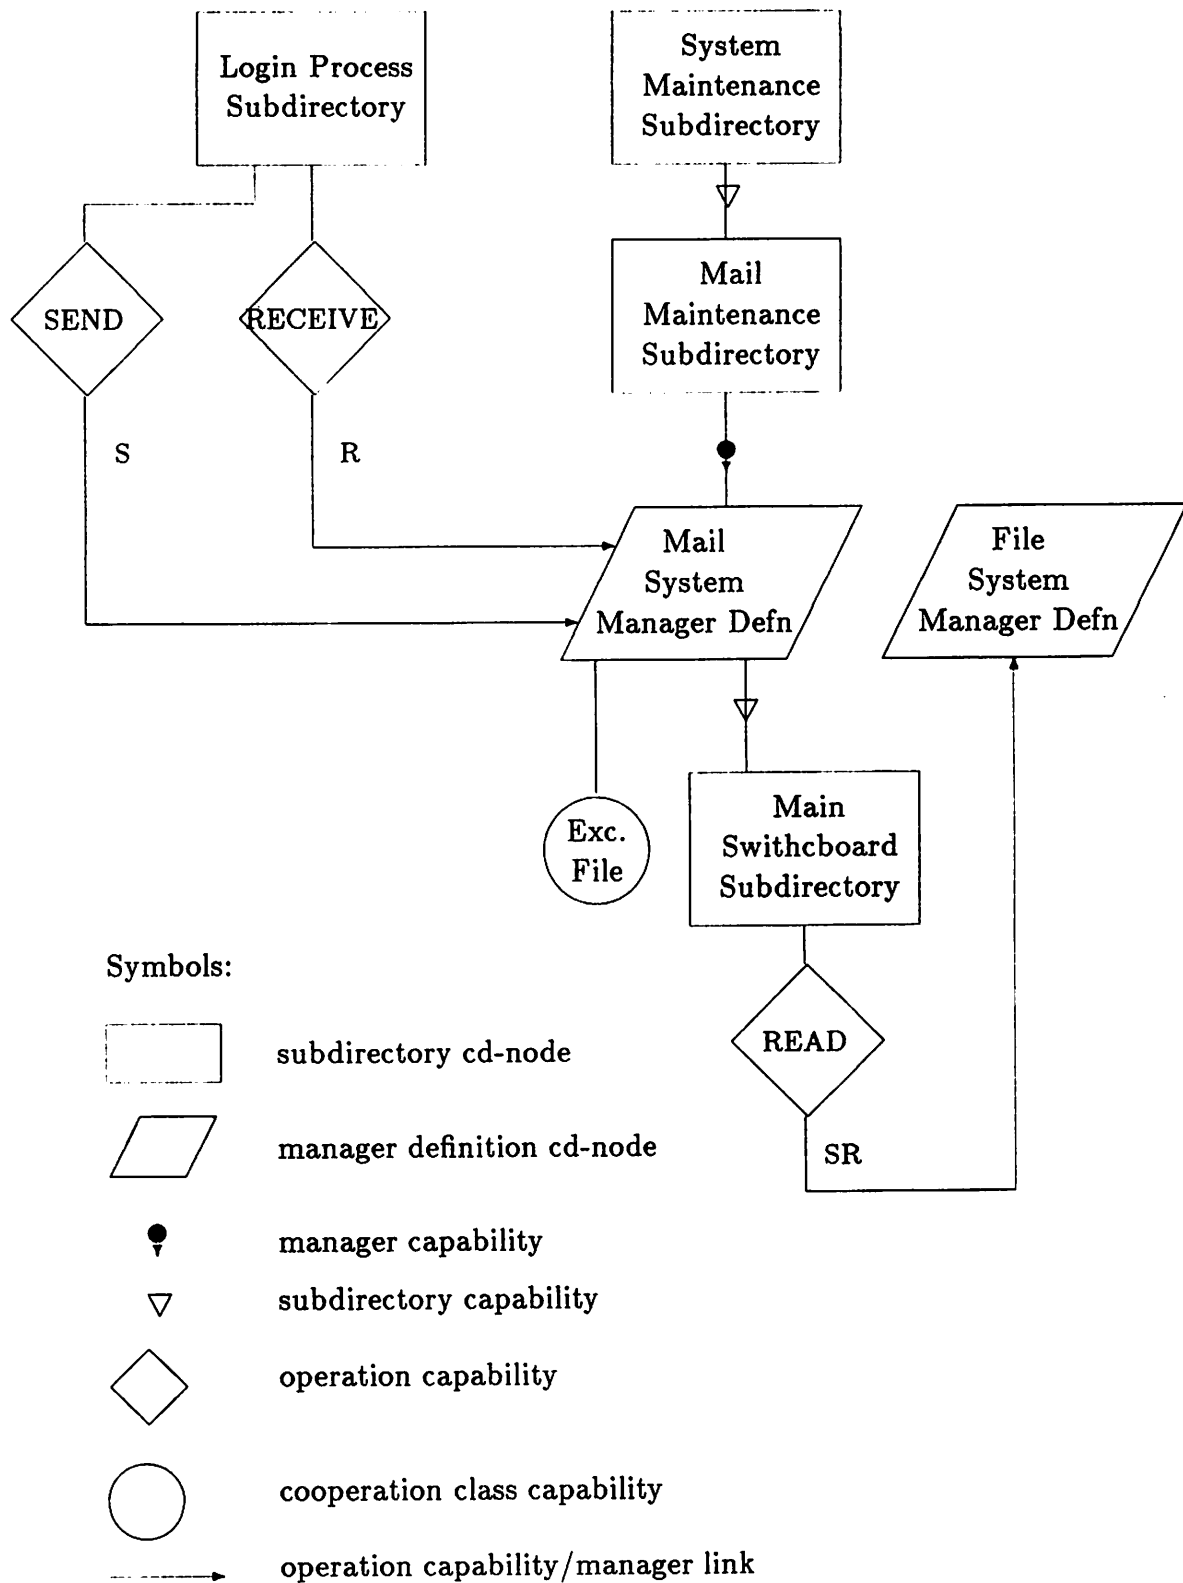 Login Process
Subdirectory
System
Maintenance
Subdirectory
SEND
RECEIVE
Mail
Maintenance
Subdirectory
S
R
Mail
System
Manager Defn
File
System
Manager Defn
Exc.
File
Main
Swithcboard
Subdirectory
READ
SR
Symbols:
subdirectory cd-node
manager definition cd-node
manager capability
subdirectory capability
operation capability
cooperation class capability
operation capability/manager link